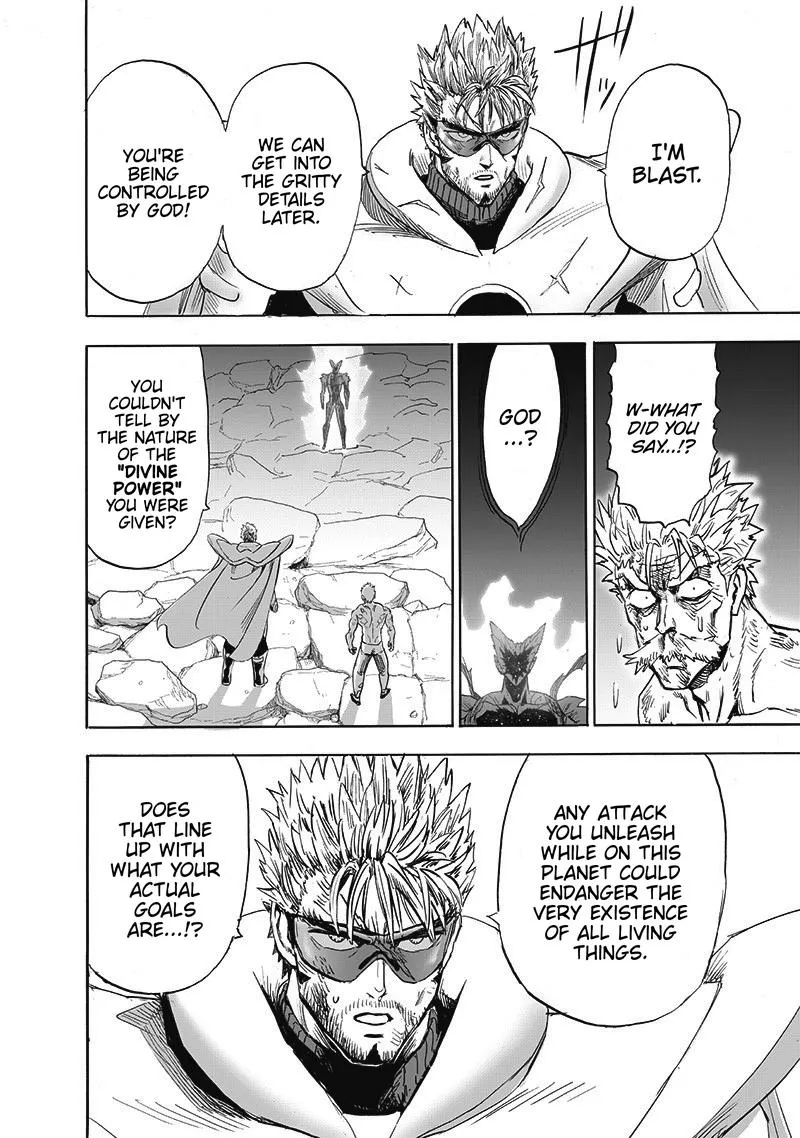 I'M
BLAST.
WE CAN
GET INTO
THE GRITTY
DETAILS
LATER.
YOU'RE
BEING
CONTROLLED
BY GOD!
W-WHAT
DID YOU
SAY...!?
GOD
...?
YOU
COULDN'T
TELL BY
THE NATURE
OF THE
"DIVINE
POWER"
YOU WERE
GIVEN?
ANY ATTACK
YOU UNLEASH
WHILE ON THIS
PLANET COULD
ENDANGER THE
VERY EXISTENCE
OF ALL LIVING
THINGS.
DOES
THAT LINE
UP WITH
WHAT YOUR
ACTUAL
GOALS
ARE...!?